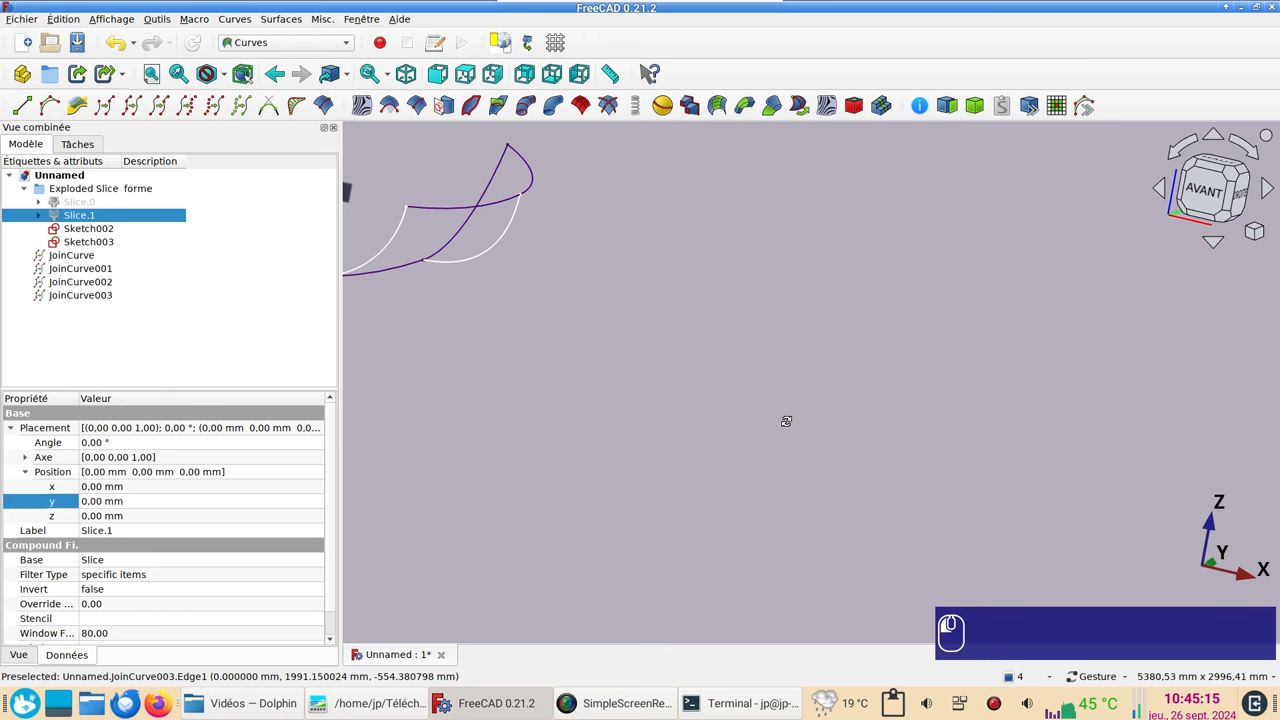 FreeCAD 0.21.2
Fichier Édition Affichage Outils Macro Curves Surfaces Misc. Fenêtre Aide
Curves
Vue combinée
Modèle Tâches
Étiquettes & attributs Description
Unnamed
Exploded Slice forme
Slice.0
Slice.1
Sketch002
Sketch003
JoinCurve
JoinCurve001
JoinCurve002
JoinCurve003
AVANT
Propriété Valeur
Base
Placement [(0,00 0,00 1,00); 0,00 °; (0,00 mm 0,00 mm 0,0...
Angle 0,00 °
Axe [0,00 0,00 1,00]
Position [0,00 mm 0,00 mm 0,00 mm]
x 0,00 mm
y 0,00 mm
z 0,00 mm
Label Slice.1
Compound Fi.
Base Slice
Filter Type specific items
Invert false
Override ... 0,00
Stencil
Window F... 80,00
Z
Y
X
Vue Données
Unnamed : 1*
Preselected: Unnamed.JoinCurve003.Edge1 (0.000000 mm, 1991.150024 mm, -554.380798 mm)
4 Gesture 5380,53 mm x 2996,41 mm
Vidéos — Dolphin /home/jp/Téléch... FreeCAD 0.21.2 SimpleScreenRe... Terminal - jp@jp-... 19 °C 45 °C 10:45:15
jeu., 26 sept. 2024